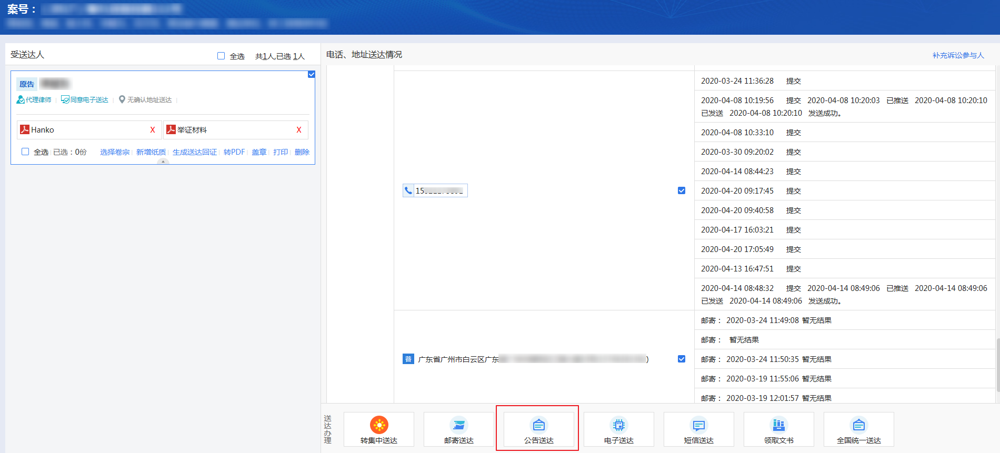 案号：
受送达人
全选 共1人,已选 1人
原告
代理律师 同意电子送达 无确认地址送达
Hanko X 举证材料 X
全选 已选：0份 选择卷宗 新增纸质 生成送达回证 转PDF 盖章 打印 删除
电话、地址送达情况 补充诉讼参与人
2020-03-24 11:36:28 提交
2020-04-08 10:19:56 提交 2020-04-08 10:20:03 已推送 2020-04-08 10:20:10
已发送 2020-04-08 10:20:10 发送成功。
2020-04-08 10:33:10 提交
2020-03-30 09:20:02 提交
2020-04-14 08:44:23 提交
15
2020-04-20 09:17:45 提交
2020-04-20 09:40:58 提交
2020-04-17 16:03:21 提交
2020-04-20 17:05:49 提交
2020-04-13 16:47:51 提交
2020-04-14 08:48:32 提交 2020-04-14 08:49:06 已推送 2020-04-14 08:49:06
已发送 2020-04-14 08:49:06 发送成功。
普 广东省广州市白云区广东 )
邮寄： 2020-03-24 11:49:08 暂无结果
邮寄： 暂无结果
邮寄： 2020-03-24 11:50:35 暂无结果
邮寄： 2020-03-19 11:55:06 暂无结果
邮寄： 2020-03-19 12:01:57 暂无结果
送达办理
转集中送达 邮寄送达 公告送达 电子送达 短信送达 领取文书 全国统一送达